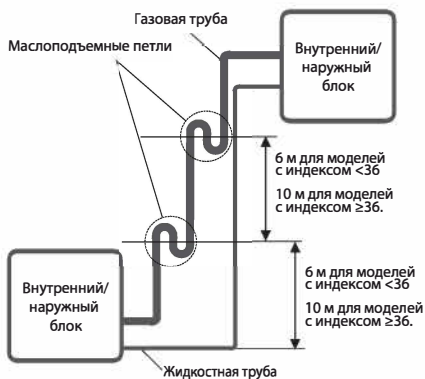 Газовая труба
Маслоподъемные петли
Внутренний/
наружный
блок
6 м для моделей
с индексом <36
10 м для моделей
с индексом ≥36.
6 м для моделей
с индексом <36
10 м для моделей
с индексом ≥36.
Внутренний/
наружный
блок
Жидкостная труба